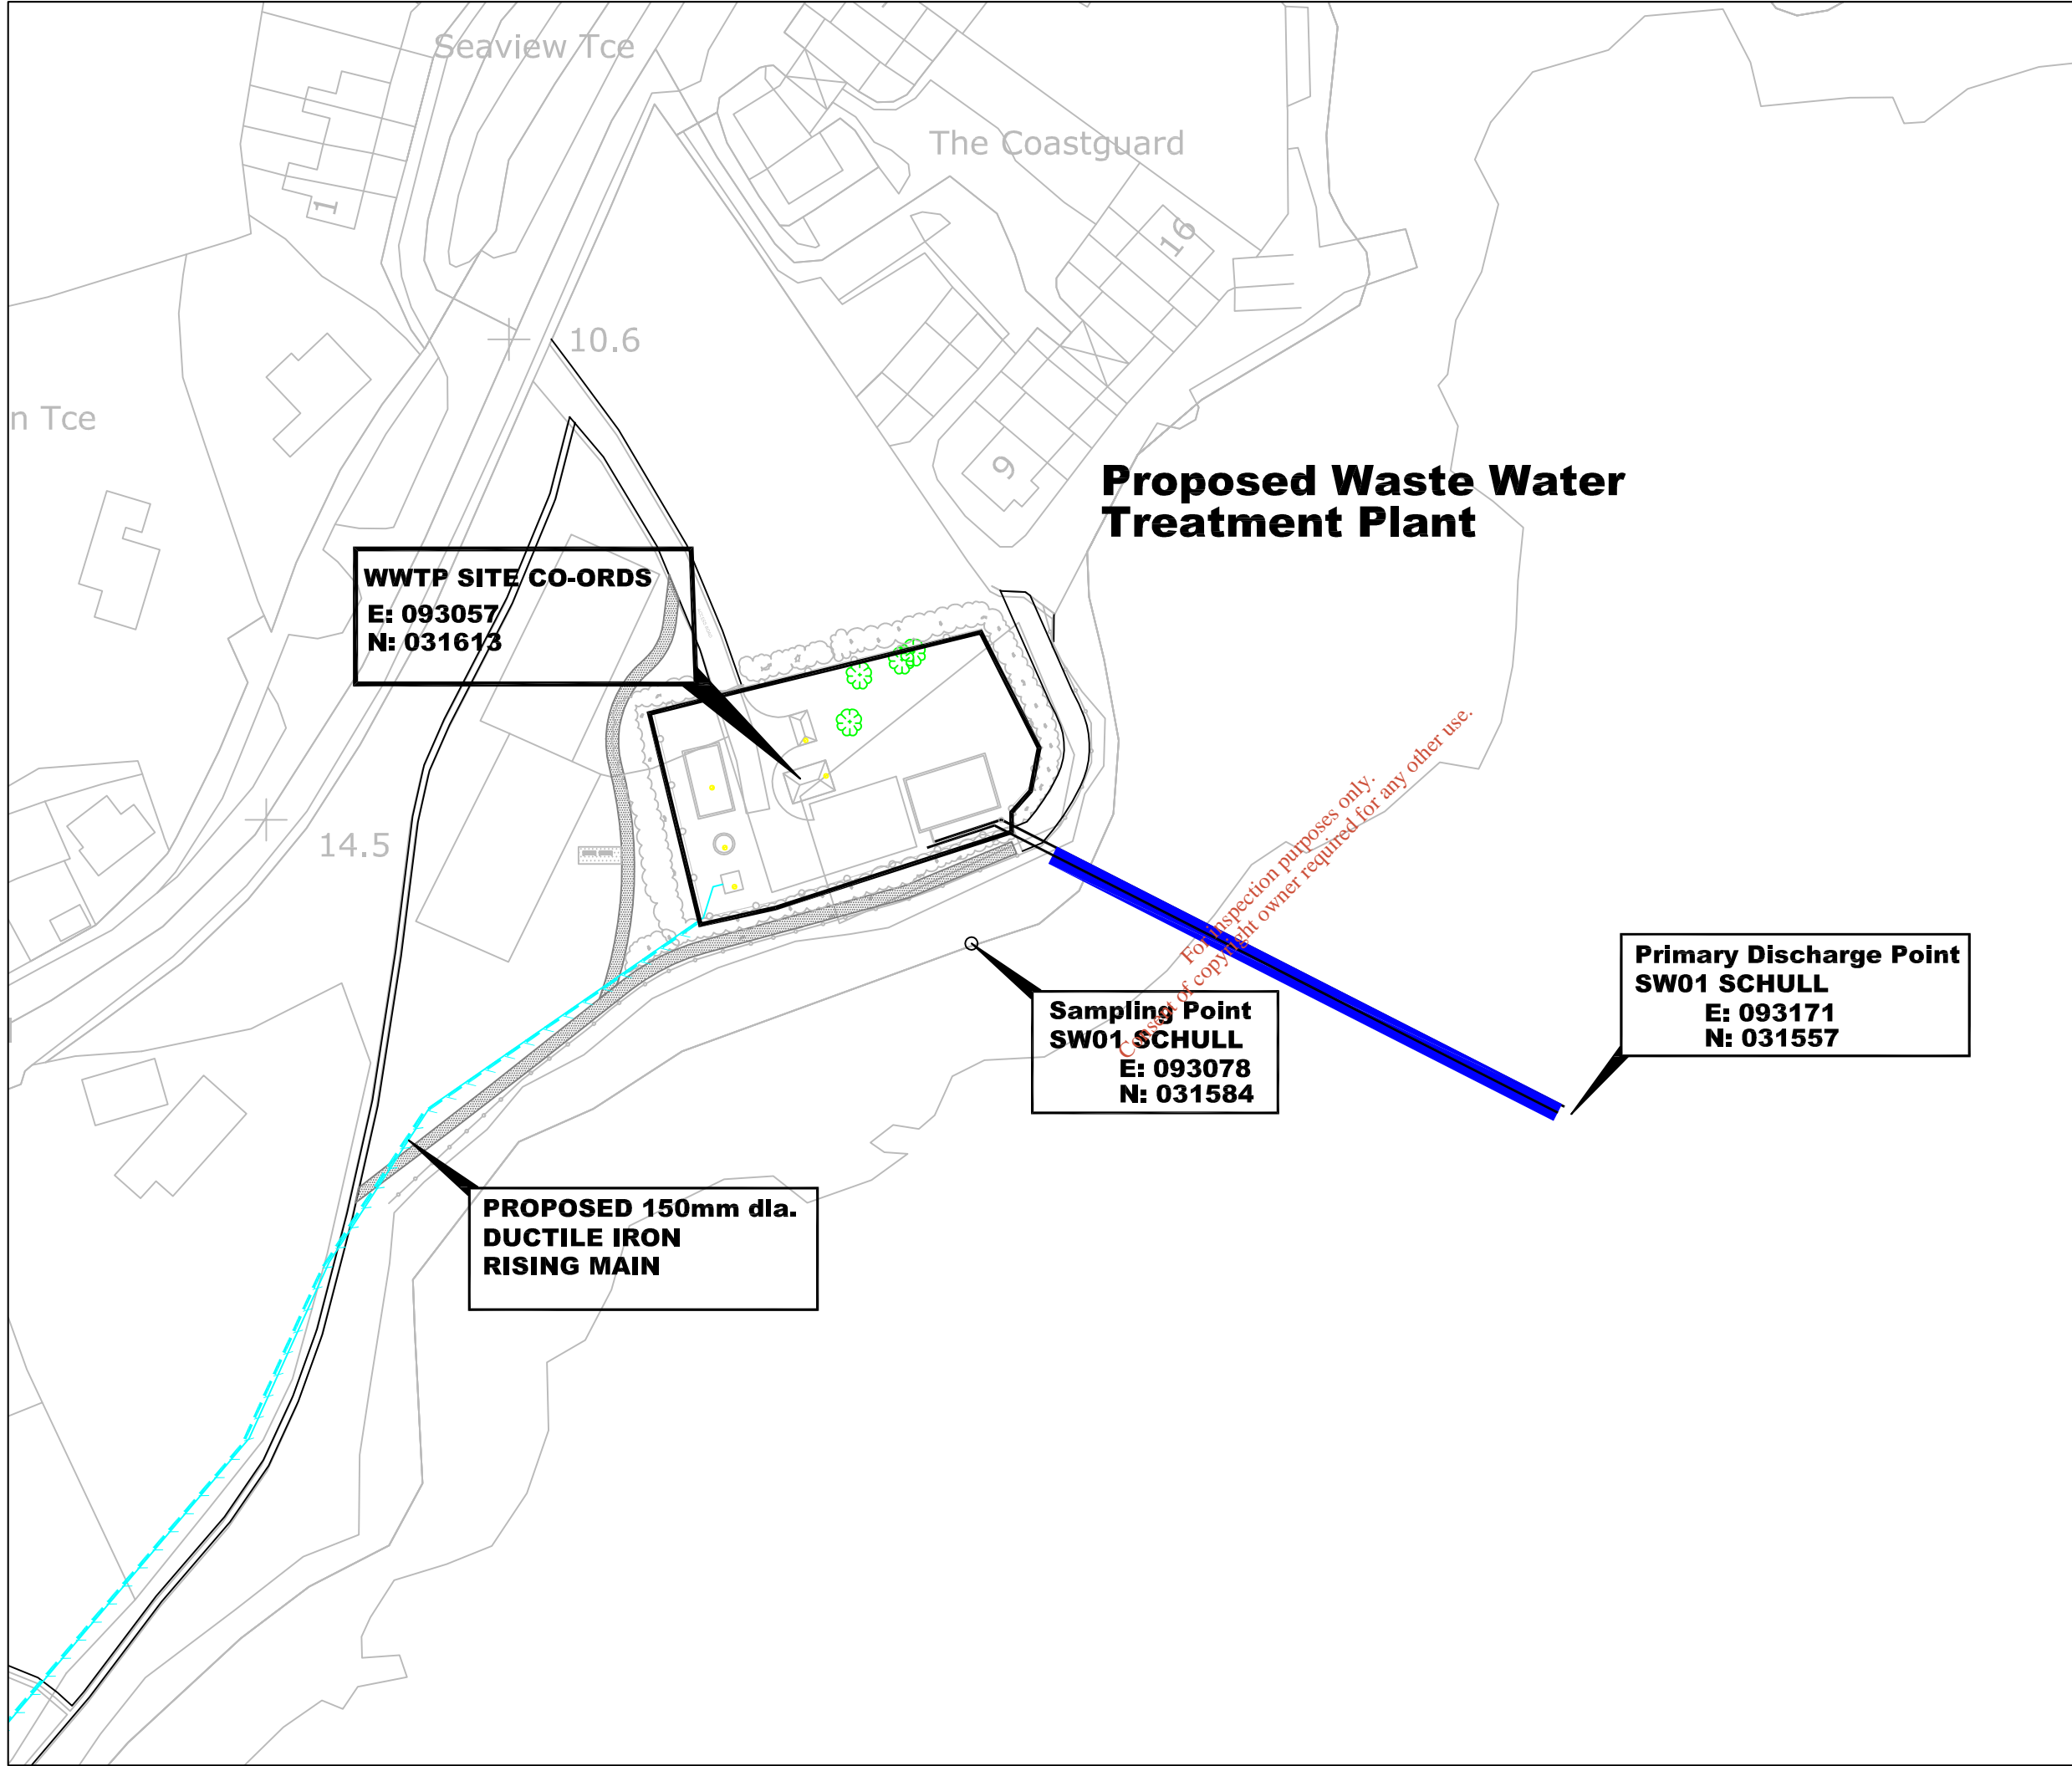 Seaview Tce
The Coastguard
1
16
10.6
n Tce
9
Proposed Waste Water
Treatment Plant
WWTP SITE CO-ORDS
E: 093057
N: 031613
14.5
For inspection purposes only.
Consent of copyright owner required for any other use.
Primary Discharge Point
SW01 SCHULL
E: 093171
N: 031557
Sampling Point
SW01 SCHULL
E: 093078
N: 031584
PROPOSED 150mm dia.
DUCTILE IRON
RISING MAIN